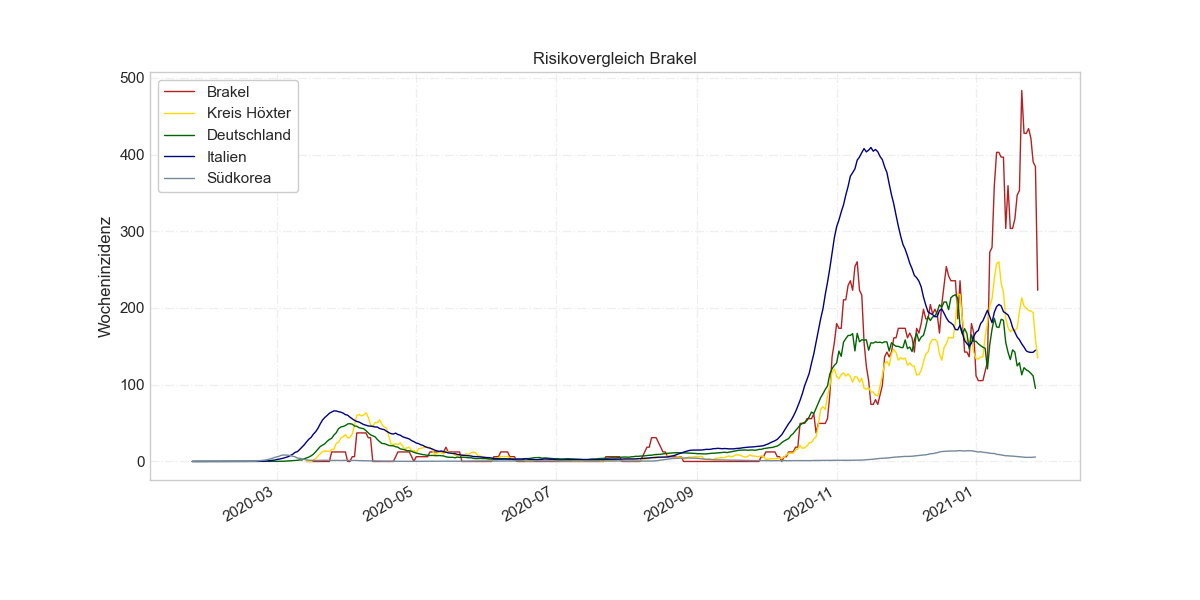 Risikovergleich Brakel
Wocheninzidenz
500
400
300
200
100
0
Brakel
Kreis Höxter
Deutschland
Italien
Südkorea
2020-03
2020-05
2020-07
2020-09
2020-11
2021-01